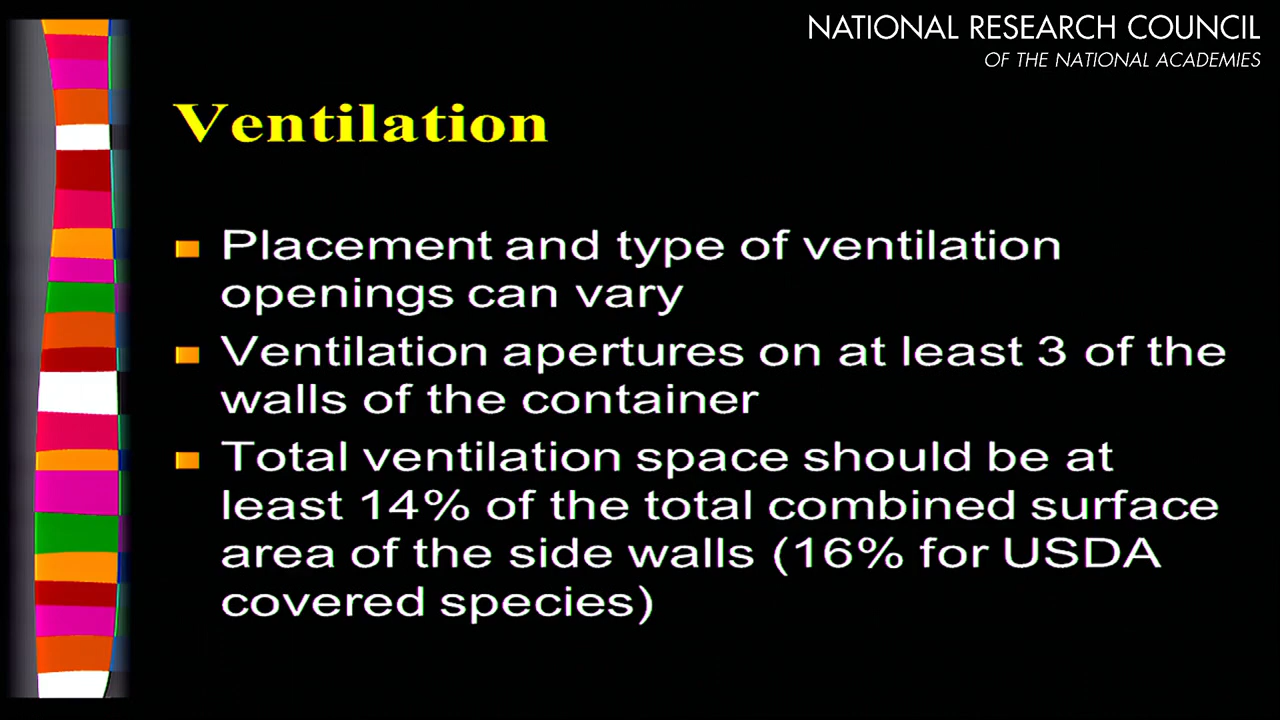 NATIONAL RESEARCH COUNCIL
OF THE NATIONAL ACADEMIES
Ventilation
Placement and type of ventilation
openings can vary
Ventilation apertures on at least 3 of the
walls of the container
Total ventilation space should be at
least 14% of the total combined surface
area of the side walls (16% for USDA
covered species)